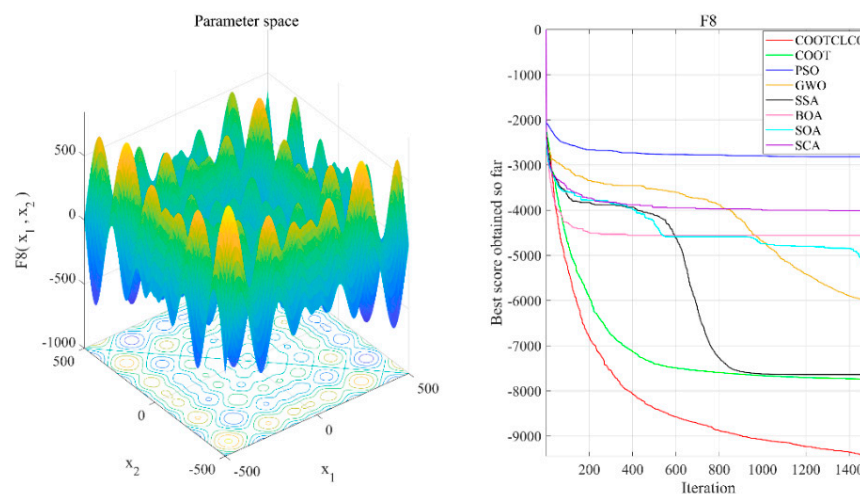 Parameter space
500
0
-500
-1000
F8( x1 , x2 )
500
0
-500
x2
-500
0
500
x1
F8
0
-1000
-2000
-3000
-4000
-5000
-6000
-7000
-8000
-9000
Best score obtained so far
200 400 600 800 1000 1200 1400
Iteration
COOTCLCO
COOT
PSO
GWO
SSA
BOA
SOA
SCA